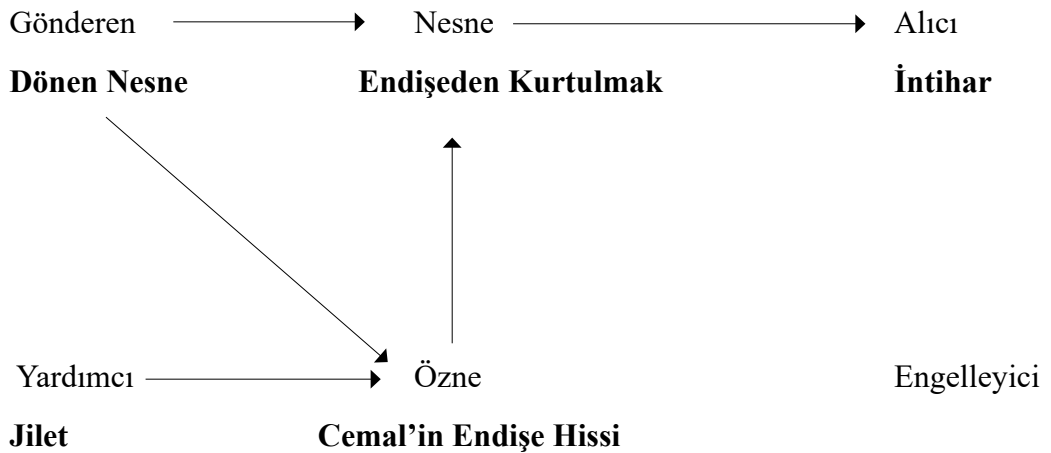 Gönderen Nesne Alıcı
Dönen Nesne Endişeden Kurtulmak İntihar
Yardımcı Özne Engelleyici
Jilet Cemal’in Endişe Hissi